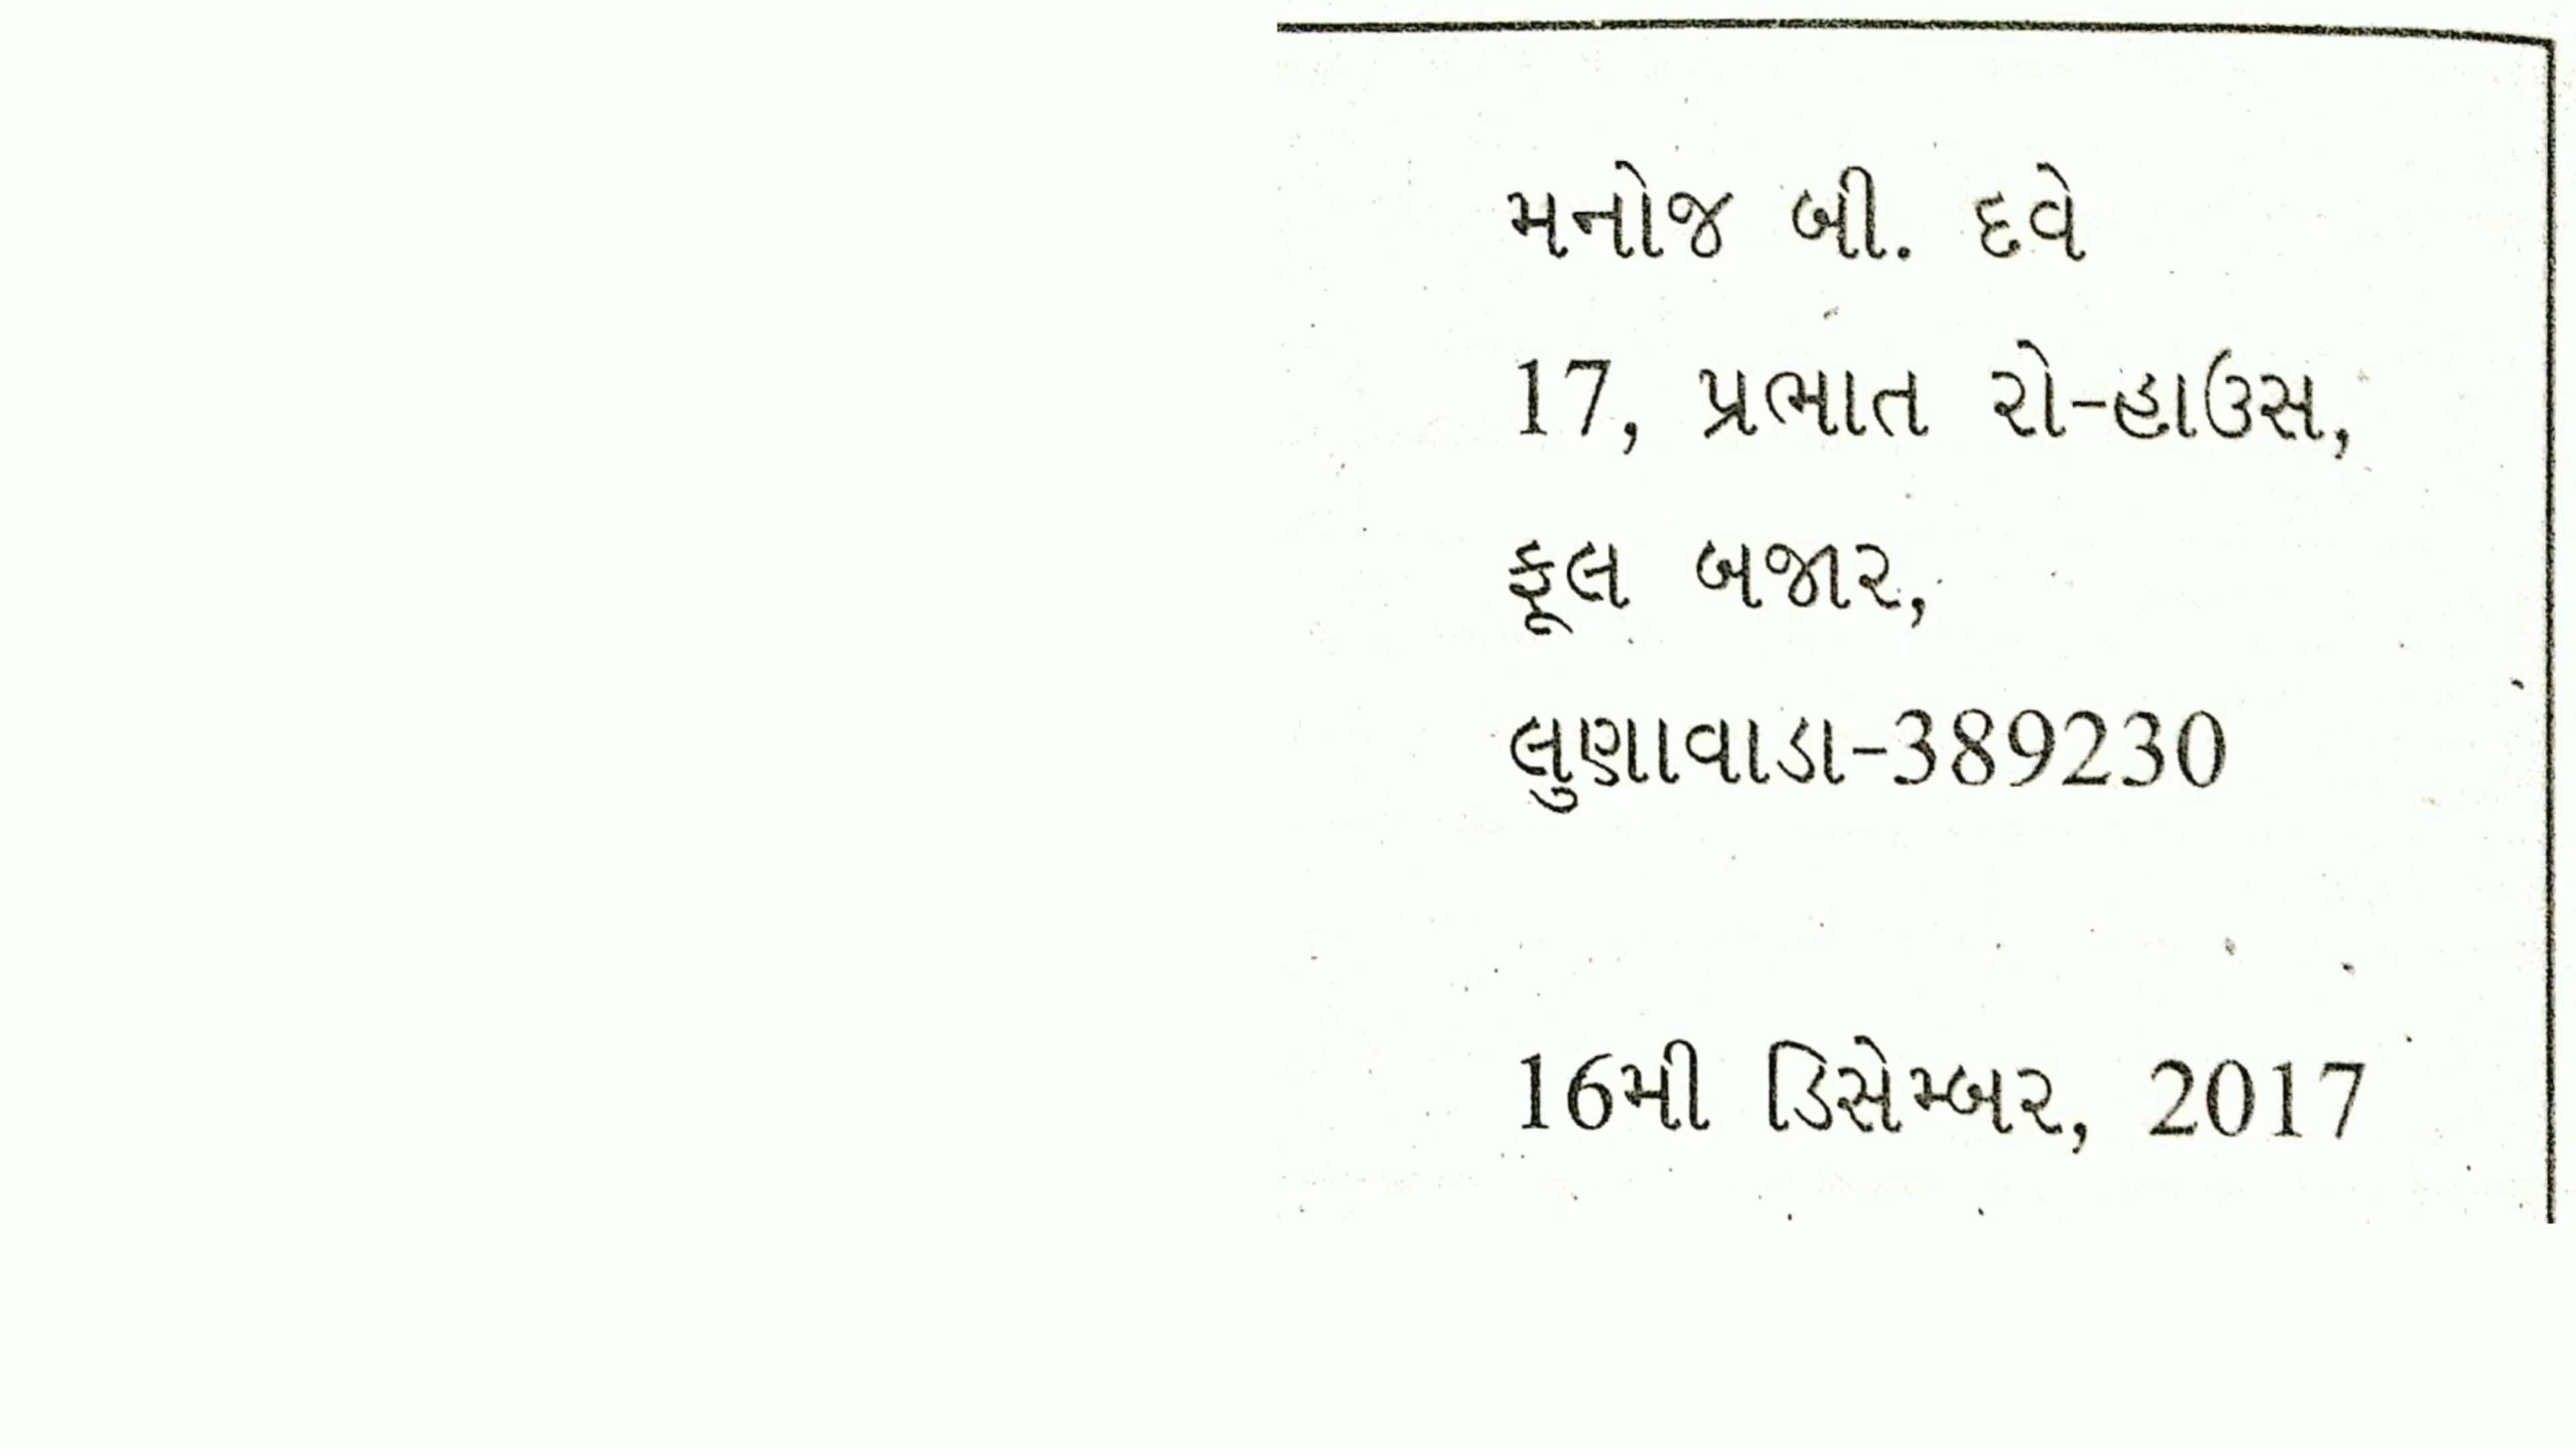 મનોજ બી. દવે
17, પ્રભાત રો-હાઉસ,
ફૂલ બજાર,
લુણાવાડા-389230
16મી ડિસેમ્બર, 2017